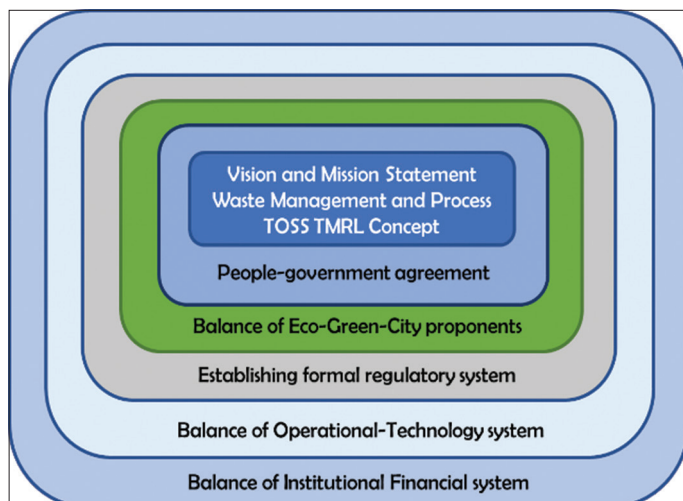 Vision and Mission Statement
Waste Management and Process
TOSS TMRL Concept
People-government agreement
Balance of Eco-Green-City proponents
Establishing formal regulatory system
Balance of Operational-Technology system
Balance of Institutional Financial system